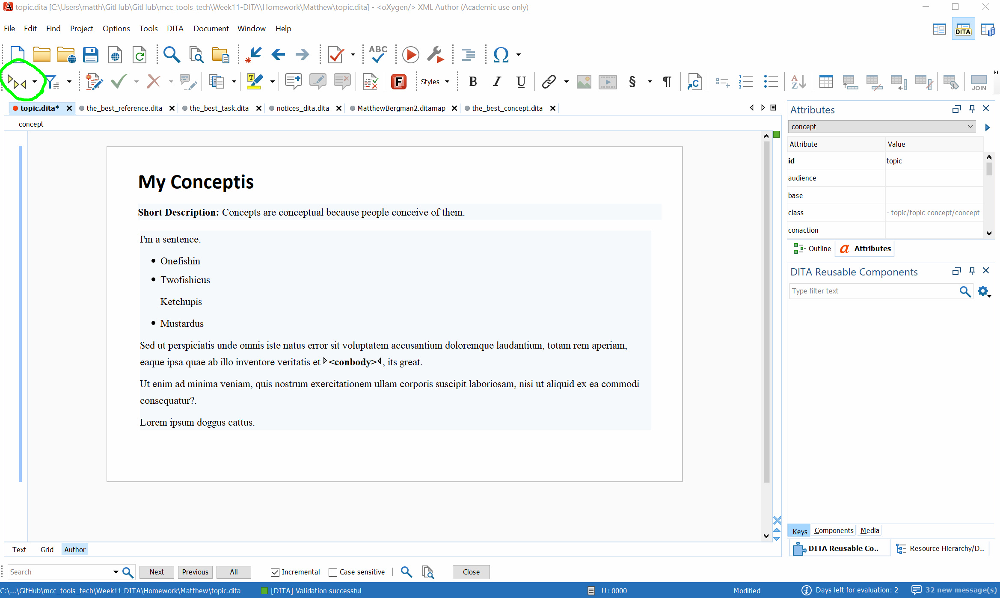 topic.dita [C:\Users\matth\GitHub\GitHub\mcc_tools_tech\Week11-DITA\Homework\Matthew\topic.dita] - <oXygen/> XML Author (Academic use only)
File Edit Find Project Options Tools DITA Document Window Help
DITA
ABC
T F Styles B I U § ¶ C 1 2 3 A Z JOIN
topic.dita* the_best_reference.dita the_best_task.dita notices_dita.dita MatthewBergman2.ditamap the_best_concept.dita
concept
My Conceptis
Short Description: Concepts are conceptual because people conceive of them.
I'm a sentence.
• Onefishin
• Twofishicus
Ketchupis
• Mustardus
Sed ut perspiciatis unde omnis iste natus error sit voluptatem accusantium doloremque laudantium, totam rem aperiam,
eaque ipsa quae ab illo inventore veritatis et <conbody>, its great.
Ut enim ad minima veniam, quis nostrum exercitationem ullam corporis suscipit laboriosam, nisi ut aliquid ex ea commodi
consequatur?.
Lorem ipsum doggus cattus.
Attributes
concept
Attribute Value
id topic
audience
base
class - topic/topic concept/concept
conaction
Outline Attributes
DITA Reusable Components
Type filter text
Keys Components Media
DITA Reusable Co.. Resource Hierarchy/D..
Text Grid Author
Search Next Previous All Incremental Case sensitive Close
C:\...\GitHub\mcc_tools_tech\Week11-DITA\Homework\Matthew\topic.dita [DITA] Validation successful U+0000 Modified Days left for evaluation: 2 32 new message(s)